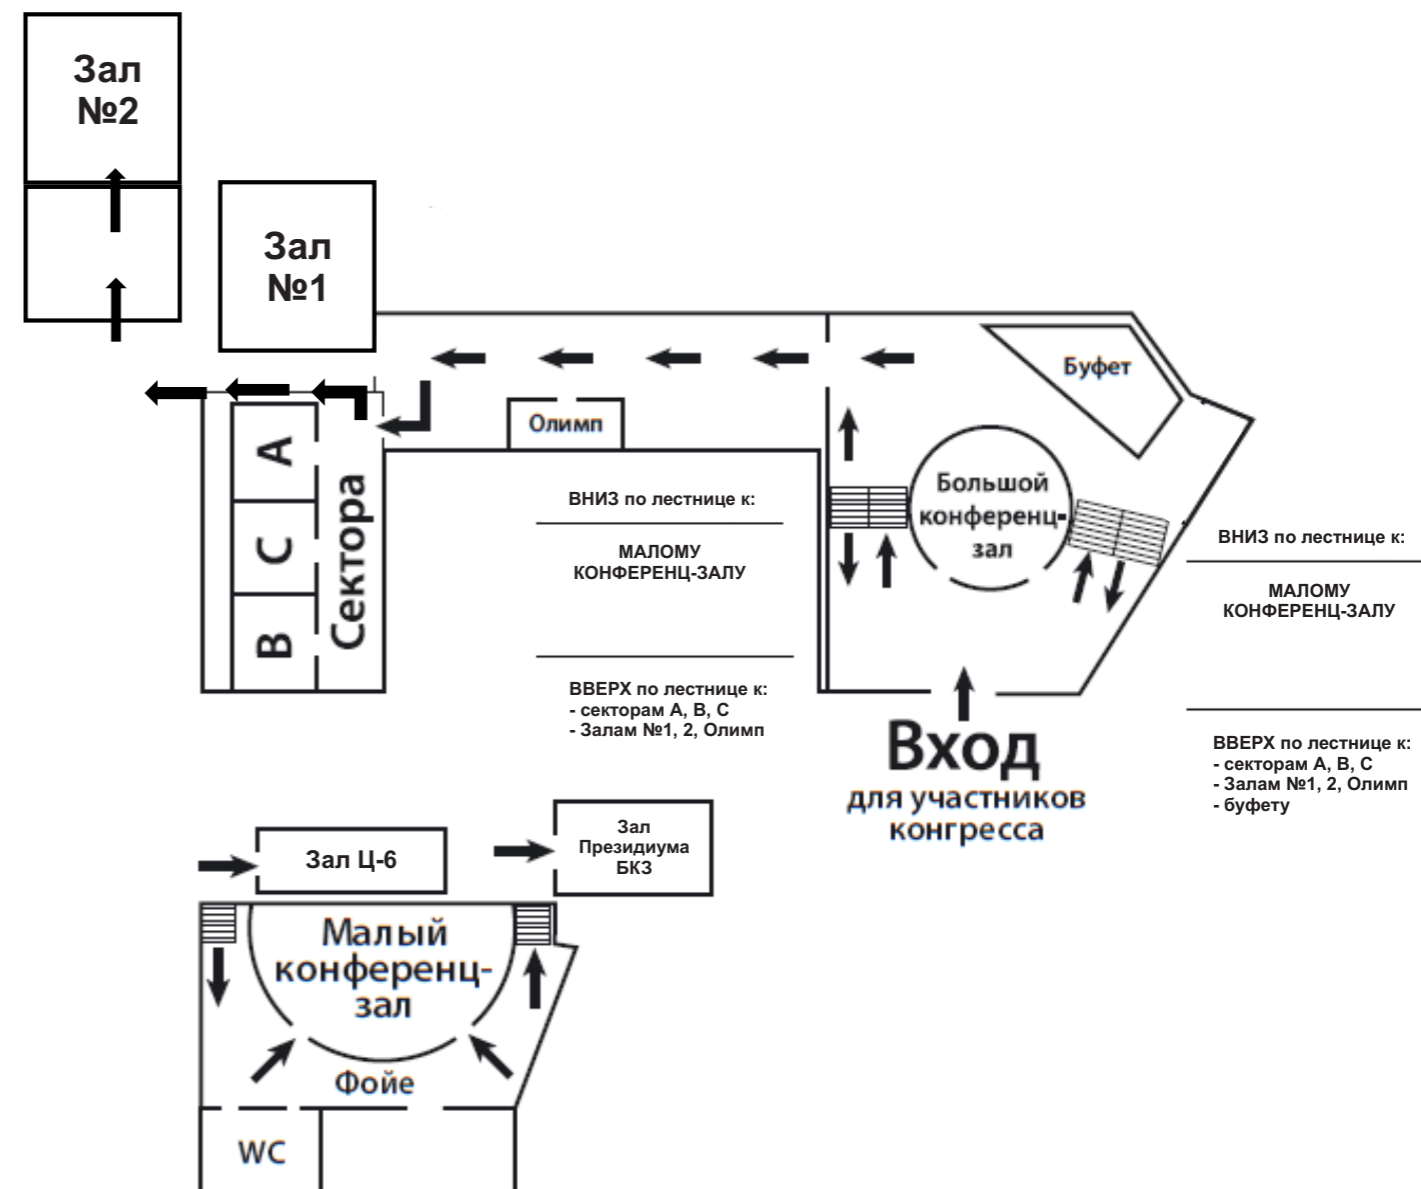 Зал
№2
Зал
№1
Буфет
Олимп
Большой
конференц-
зал
A
C
B
Сектора
ВНИЗ по лестнице к:
МАЛОМУ
КОНФЕРЕНЦ-ЗАЛУ
ВВЕРХ по лестнице к:
- секторам А, В, С
- Залам №1, 2, Олимп
ВНИЗ по лестнице к:
МАЛОМУ
КОНФЕРЕНЦ-ЗАЛУ
ВВЕРХ по лестнице к:
- секторам А, В, С
- Залам №1, 2, Олимп
- буфету
Вход
для участников
конгресса
Зал Ц-6
Зал
Президиума
БКЗ
Малый
конференц-
зал
Фойе
WC